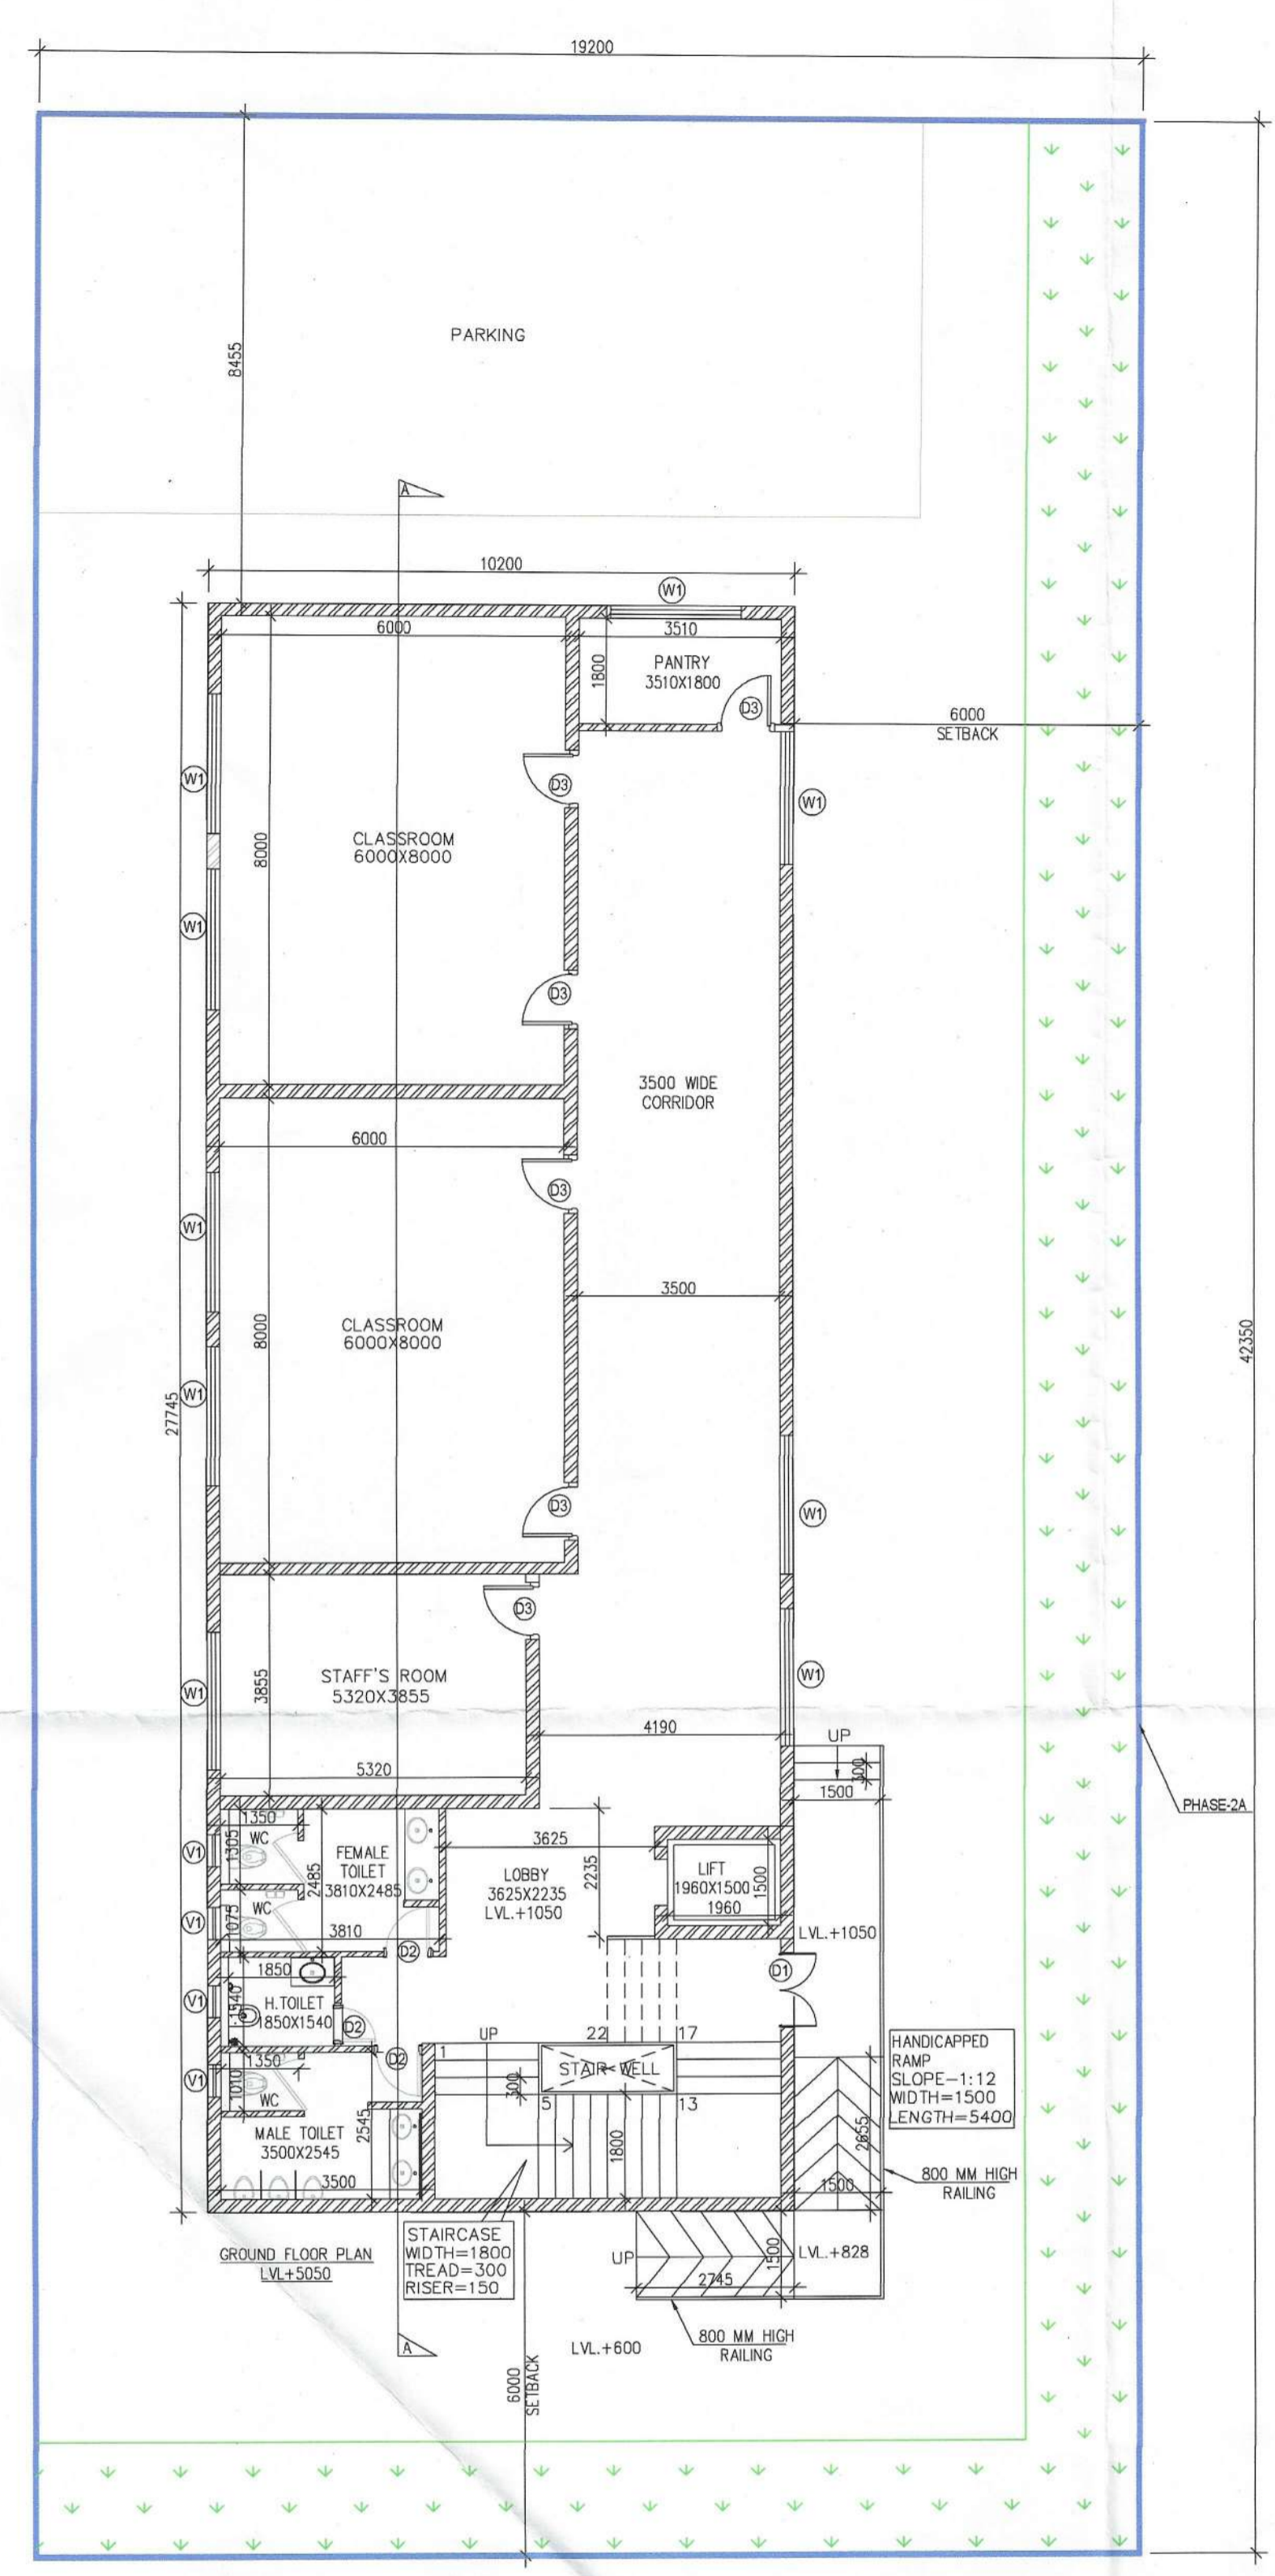 19200
8455
PARKING
A
10200
W1
6000
3510
1800
PANTRY
3510X1800
D3
6000
SETBACK
D3
W1
W1
8000
CLASSROOM
6000X8000
W1
D3
3500 WIDE
CORRIDOR
6000
D3
W1
3500
8000
CLASSROOM
6000X8000
42350
W1
27745
D3
W1
D3
STAFF'S ROOM
5320X3855
3855
W1
W1
4190
UP
5320
300
1500
PHASE-2A
1350
WC
1305
V1
FEMALE
TOILET
3810X2485
2485
3625
LOBBY
3625X2235
LVL.+1050
2235
LIFT
1960X1500
1500
1960
WC
1075
V1
3810
D2
LVL.+1050
1850
D1
V1
1540
H.TOILET
1850X1540
D2
UP
22
17
1
D2
STAIR WELL
300
5
13
HANDICAPPED
RAMP
SLOPE-1:12
WIDTH=1500
LENGTH=5400
1350
V1
1010
WC
MALE TOILET
3500X2545
2545
1800
2655
3500
1500
800 MM HIGH
RAILING
GROUND FLOOR PLAN
LVL+5050
STAIRCASE
WIDTH=1800
TREAD=300
RISER=150
UP
1500
LVL.+828
2745
A
LVL.+600
800 MM HIGH
RAILING
6000
SETBACK